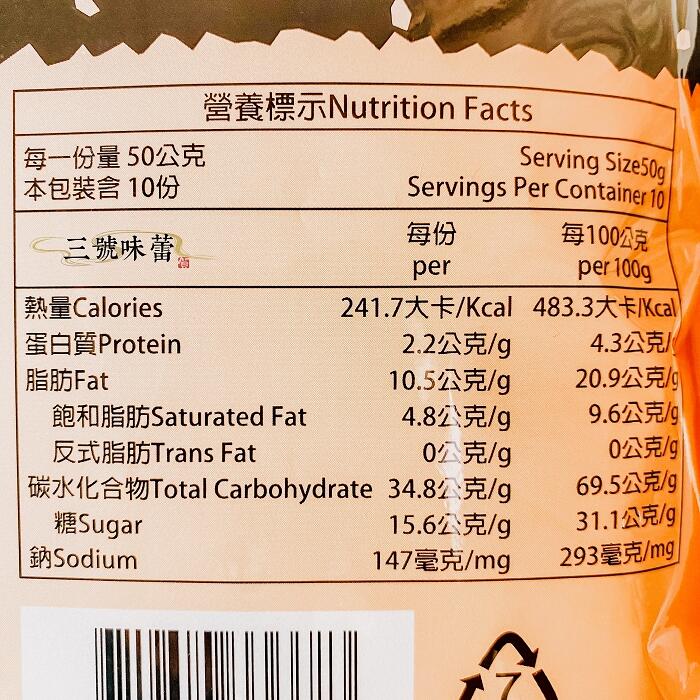 營養標示Nutrition Facts
每一份量 50公克 Serving Size50g
本包裝含 10份 Servings Per Container 10
三號味蕾 每份 每100公克
per per 100g
熱量Calories 241.7大卡/Kcal 483.3大卡/Kcal
蛋白質Protein 2.2公克/g 4.3公克/g
脂肪Fat 10.5公克/g 20.9公克/g
飽和脂肪Saturated Fat 4.8公克/g 9.6公克/g
反式脂肪Trans Fat 0公克/g 0公克/g
碳水化合物Total Carbohydrate 34.8公克/g 69.5公克/g
糖Sugar 15.6公克/g 31.1公克/g
鈉Sodium 147毫克/mg 293毫克/mg
7